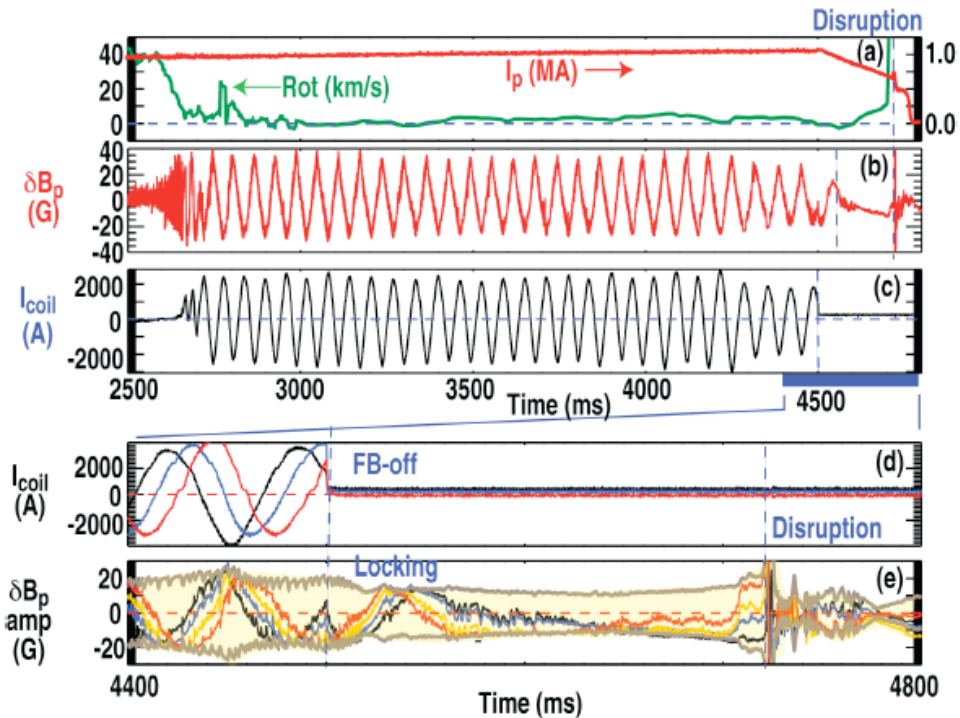 Disruption
40
20
0
Rot (km/s)
Ip (MA)
(a)
1.0
0.0
δBp
(G)
40
20
0
-20
-40
(b)
Icoil
(A)
2000
0
-2000
(c)
2500
3000
3500
4000
4500
Time (ms)
Icoil
(A)
2000
0
-2000
FB-off
(d)
Disruption
δBp
amp
(G)
20
0
-20
Locking
(e)
4400
Time (ms)
4800